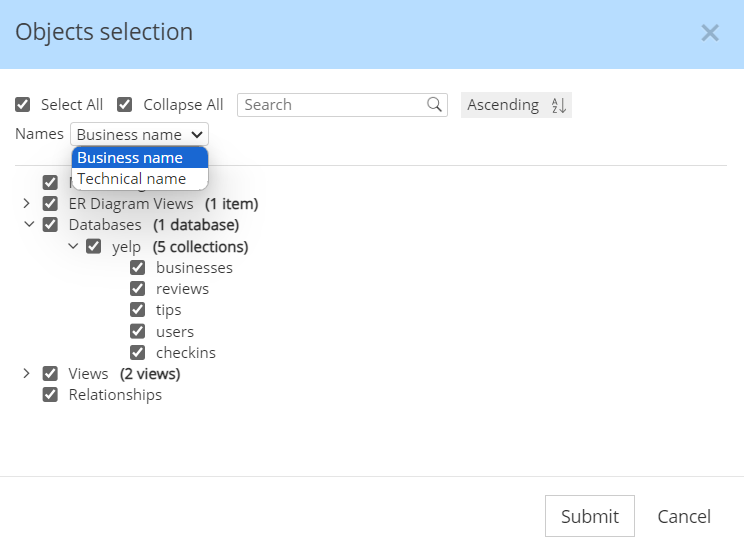 Objects selection
Select All Collapse All Search Ascending
Names Business name
Business name
Technical name
ER Diagram Views (1 item)
Databases (1 database)
yelp (5 collections)
businesses
reviews
tips
users
checkins
Views (2 views)
Relationships
Submit Cancel